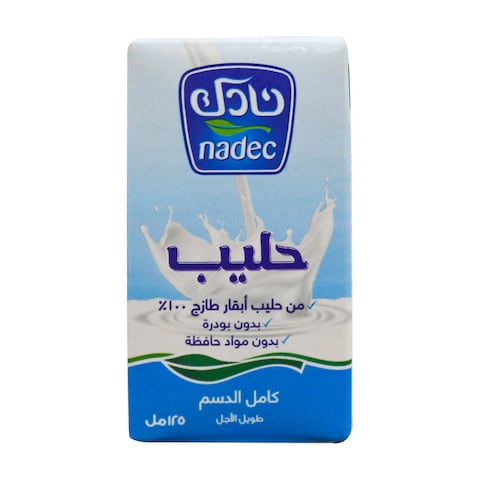 نادك
nadec
حليب
✓ من حليب أبقار طازج ١٠٠٪
✓ بدون بودرة
✓ بدون مواد حافظة
كامل الدسم
طويل الأجل
١٢٥مل